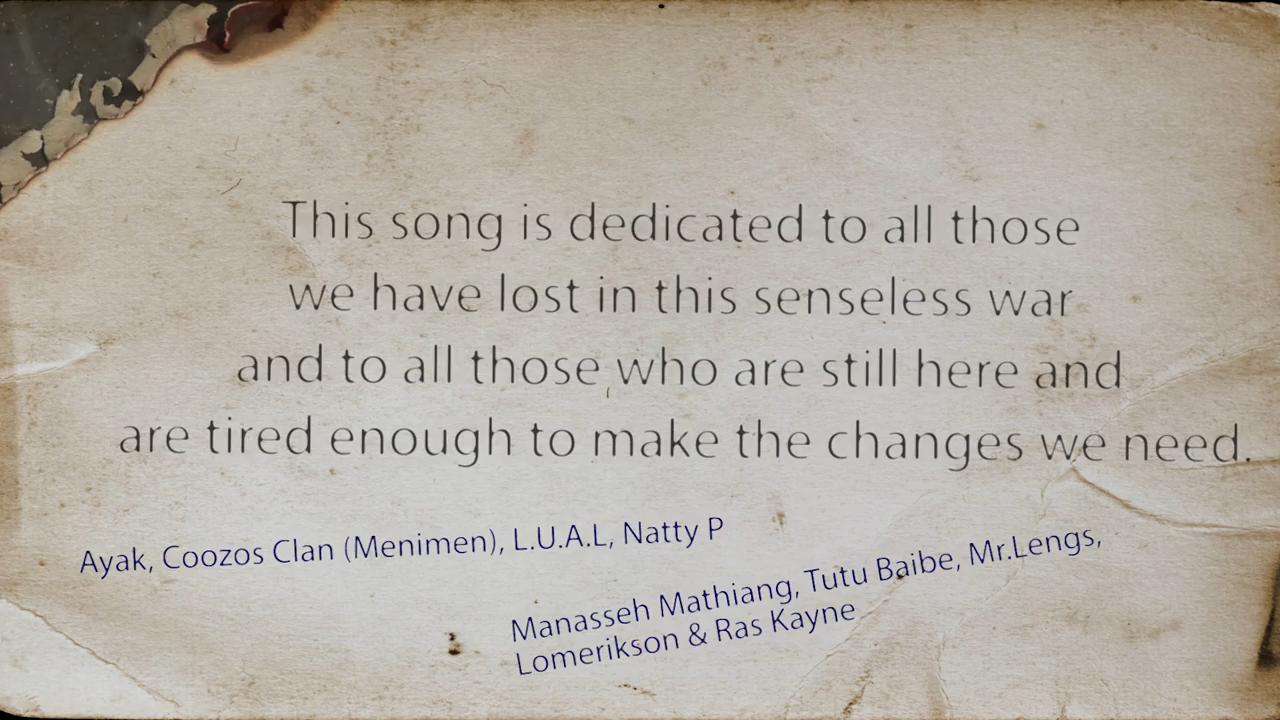 This song is dedicated to all those
we have lost in this senseless war
and to all those who are still here and
are tired enough to make the changes we need.
Ayak, Coozos Clan (Menimen), L.U.A.L, Natty P
Manasseh Mathiang, Tutu Baibe, Mr.Lengs,
Lomerikson & Ras Kayne